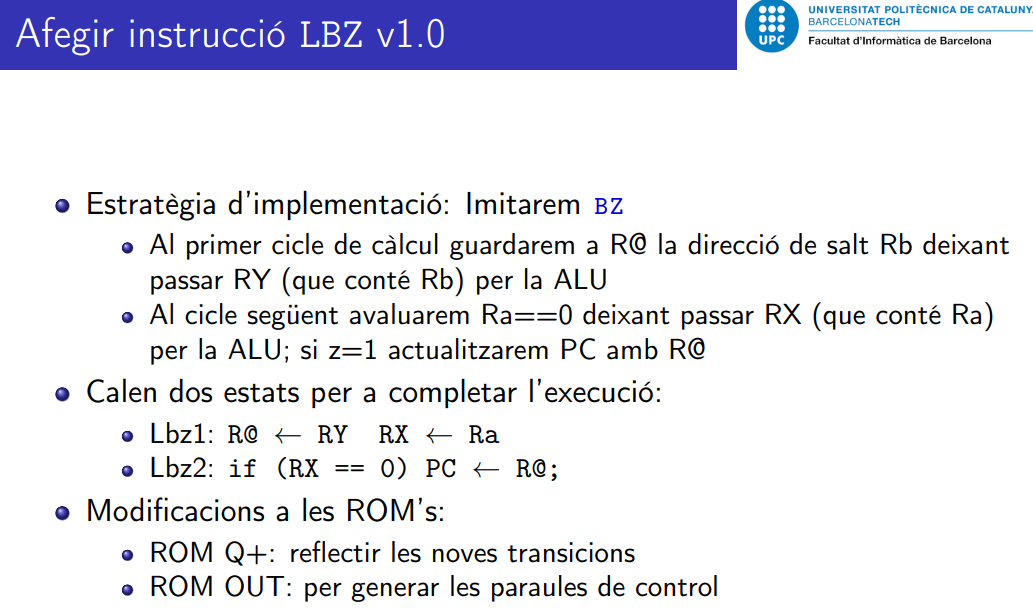 Afegir instrucció LBZ v1.0
UPC
UNIVERSITAT POLITÈCNICA DE CATALUNY
BARCELONATECH
Facultat d'Informàtica de Barcelona
Estratègia d'implementació: Imitarem BZ
Al primer cicle de càlcul guardarem a R@ la direcció de salt Rb deixant
passar RY (que conté Rb) per la ALU
Al cicle següent avaluarem Ra==0 deixant passar RX (que conté Ra)
per la ALU; si z=1 actualitzarem PC amb R@
Calen dos estats per a completar l'execució:
Lbz1: R@ ← RY RX ← Ra
Lbz2: if (RX == 0) PC ← R@;
Modificacions a les ROM's:
ROM Q+: reflectir les noves transicions
ROM OUT: per generar les paraules de control